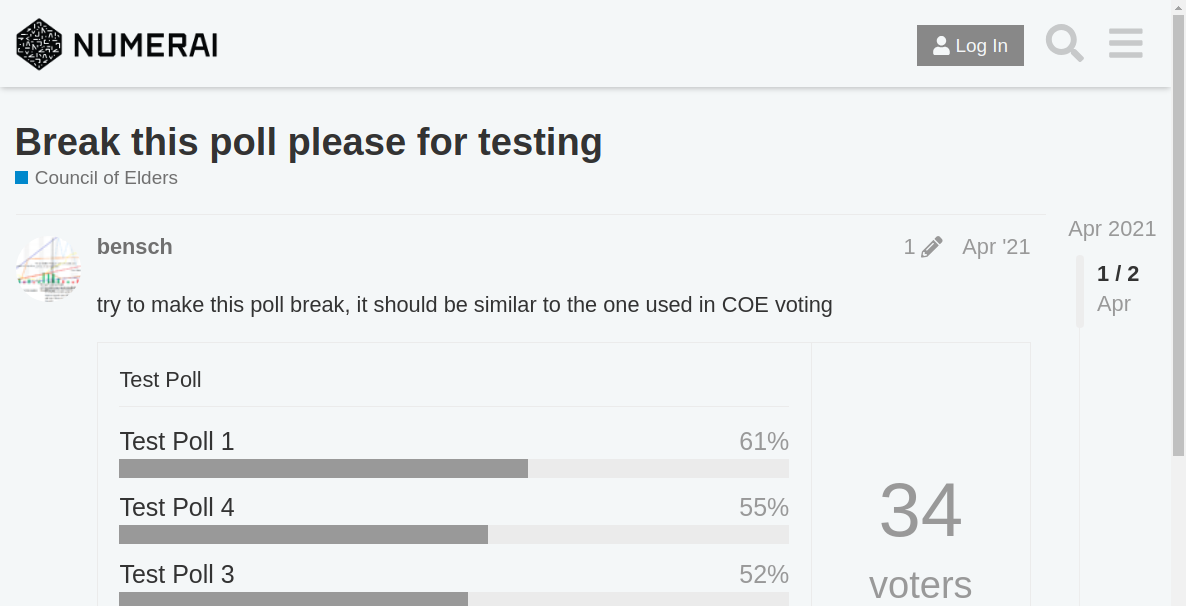 NUMERAI
Log In
Break this poll please for testing
Council of Elders
bensch
1
Apr '21
Apr 2021
1 / 2
Apr
try to make this poll break, it should be similar to the one used in COE voting
Test Poll
Test Poll 1
61%
Test Poll 4
55%
Test Poll 3
52%
34
voters